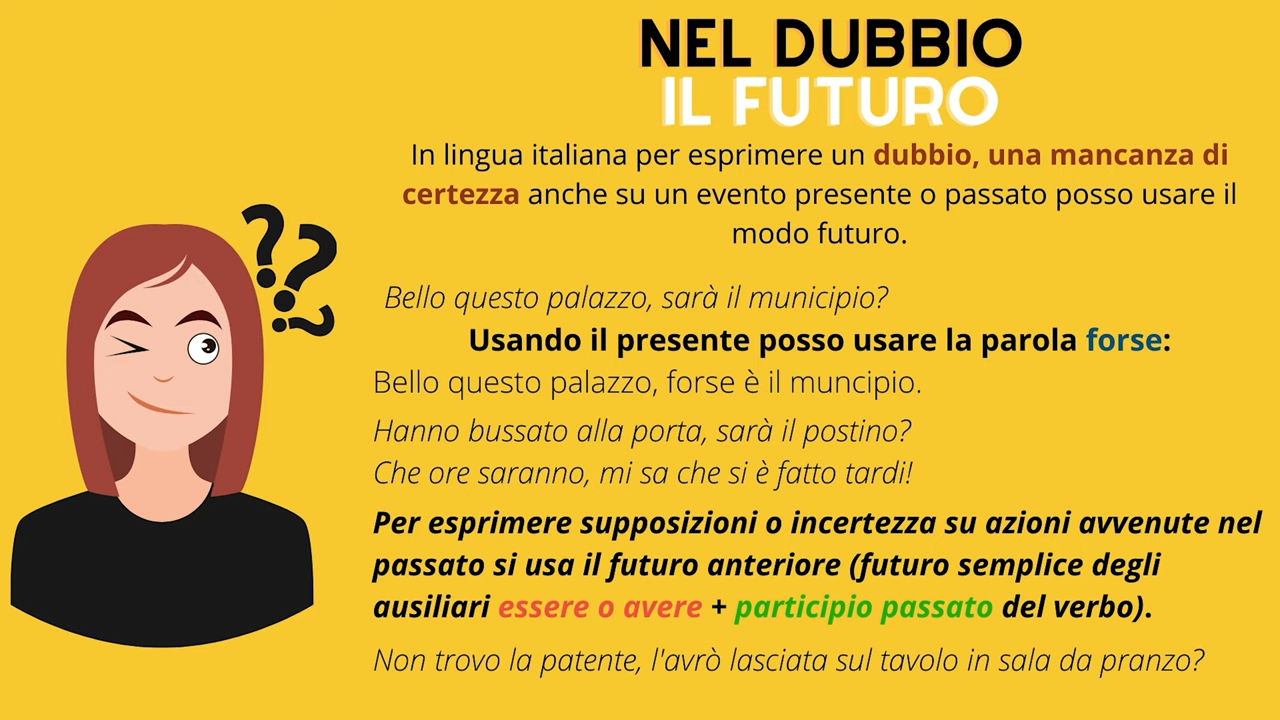 NEL DUBBIO
IL FUTURO
In lingua italiana per esprimere un dubbio, una mancanza di
certezza anche su un evento presente o passato posso usare il
modo futuro.
Bello questo palazzo, sarà il municipio?
Usando il presente posso usare la parola forse:
Bello questo palazzo, forse è il muncipio.
Hanno bussato alla porta, sarà il postino?
Che ore saranno, mi sa che si è fatto tardi!
Per esprimere supposizioni o incertezza su azioni avvenute nel
passato si usa il futuro anteriore (futuro semplice degli
ausiliari essere o avere + participio passato del verbo).
Non trovo la patente, l'avrò lasciata sul tavolo in sala da pranzo?